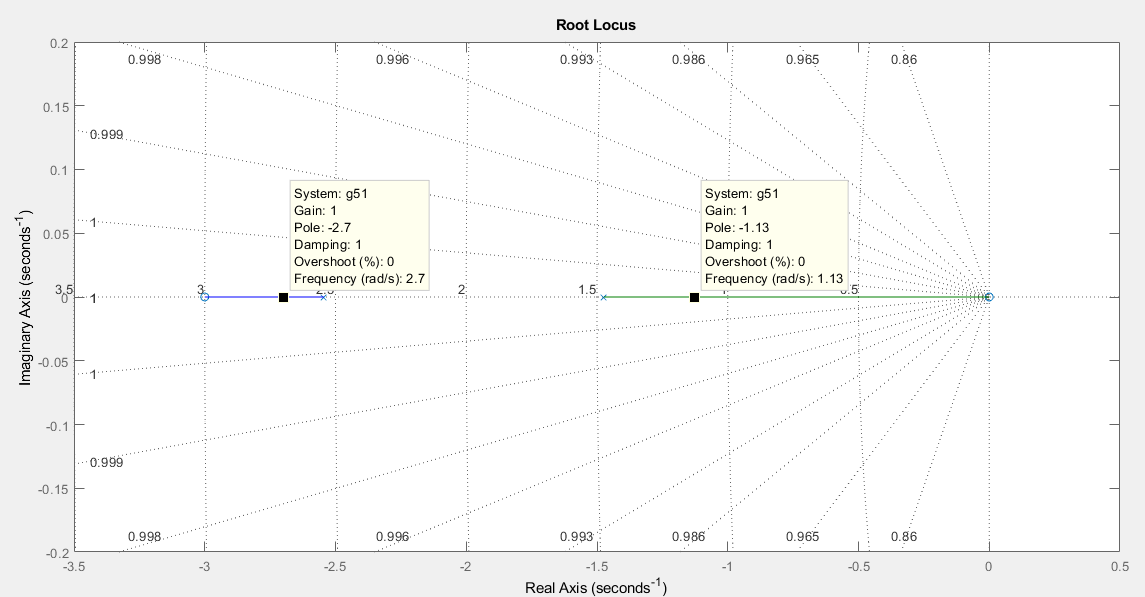 Root Locus
0.2
0.998
0.996
0.993
0.986
0.965
0.86
0.15
0.999
0.1
System: g51
Gain: 1
Pole: -2.7
Damping: 1
Overshoot (%): 0
Frequency (rad/s): 2.7
System: g51
Gain: 1
Pole: -1.13
Damping: 1
Overshoot (%): 0
Frequency (rad/s): 1.13
1
0.05
Imaginary Axis (seconds-1)
3.5
3
2
1.5
0.5
0
1
-0.05
1
-0.1
0.999
-0.15
0.998
0.996
0.993
0.986
0.965
0.86
-0.2
-3.5
-3
-2.5
-2
-1.5
-1
-0.5
0
0.5
Real Axis (seconds-1)